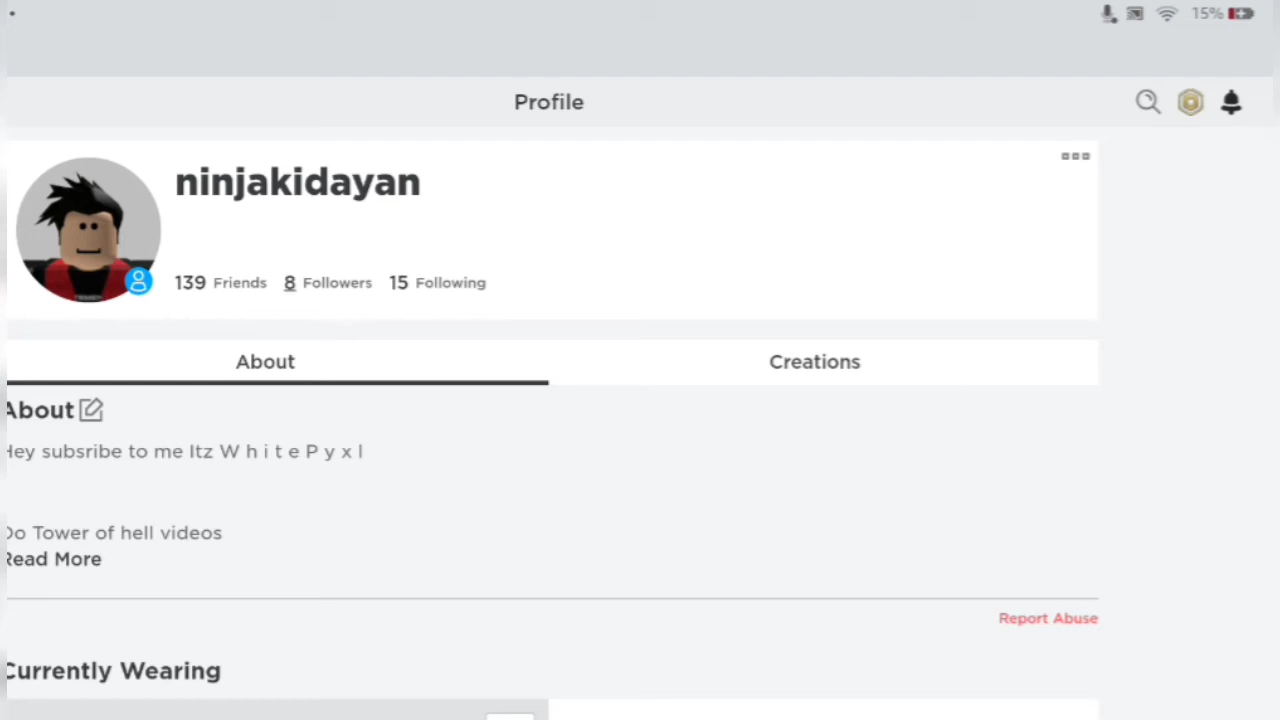 15%
Profile
ninjakidayan
139 Friends 8 Followers 15 Following
About Creations
About
Hey subsribe to me Itz W h i t e P y x l
Do Tower of hell videos
Read More
Report Abuse
Currently Wearing